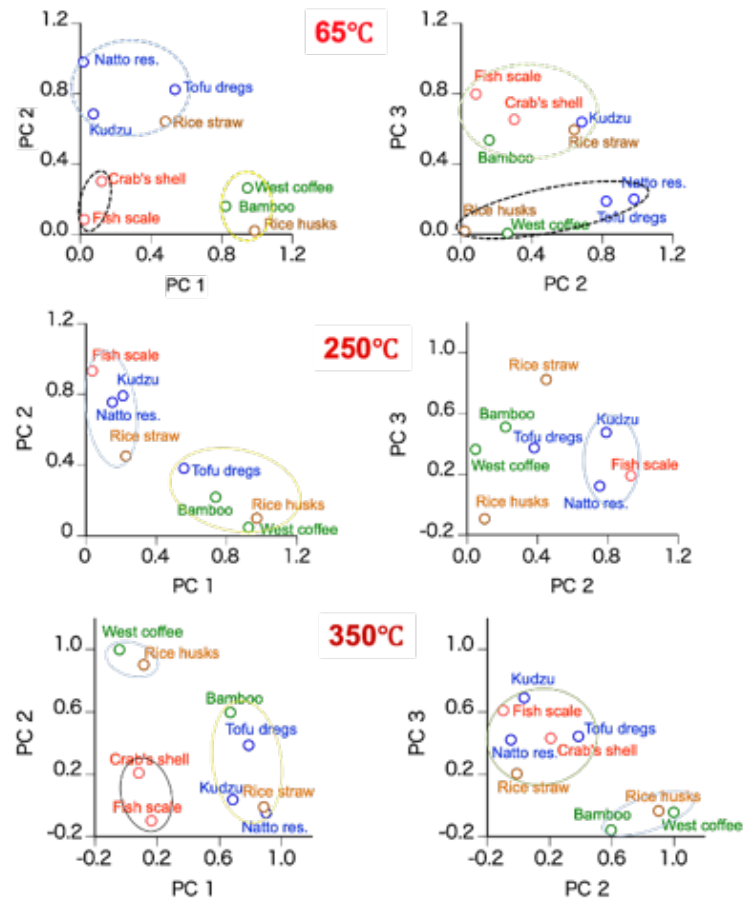 65℃
1.2
0.8
0.4
0
PC 2
Natto res.
Tofu dregs
Kudzu
Rice straw
Crab's shell
West coffee
Bamboo
Fish scale
Rice husks
0 0.4 0.8 1.2
PC 1
1.2
0.8
0.4
0.0
PC 3
Fish scale
Crab's shell
Kudzu
Rice straw
Bamboo
Natto res.
Rice husks
Tofu dregs
West coffee
0 0.4 0.8 1.2
PC 2
250℃
1.2
0.8
0.4
0
PC 2
Fish scale
Kudzu
Natto res.
Rice straw
Tofu dregs
Bamboo
Rice husks
West coffee
0 0.4 0.8 1.2
PC 1
1.0
0.6
0.2
-0.2
PC 3
Rice straw
Bamboo
Kudzu
Tofu dregs
West coffee
Fish scale
Rice husks
Natto res.
0 0.4 0.8 1.2
PC 2
350℃
1.0
0.6
0.2
-0.2
PC 2
West coffee
Rice husks
Bamboo
Tofu dregs
Crab's shell
Kudzu
Rice straw
Fish scale
Natto res.
-0.2 0.2 0.6 1.0
PC 1
1.0
0.6
0.2
-0.2
PC 3
Kudzu
Fish scale
Tofu dregs
Natto res.
Crab's shell
Rice straw
Rice husks
Bamboo
West coffee
-0.2 0.2 0.6 1.0
PC 2